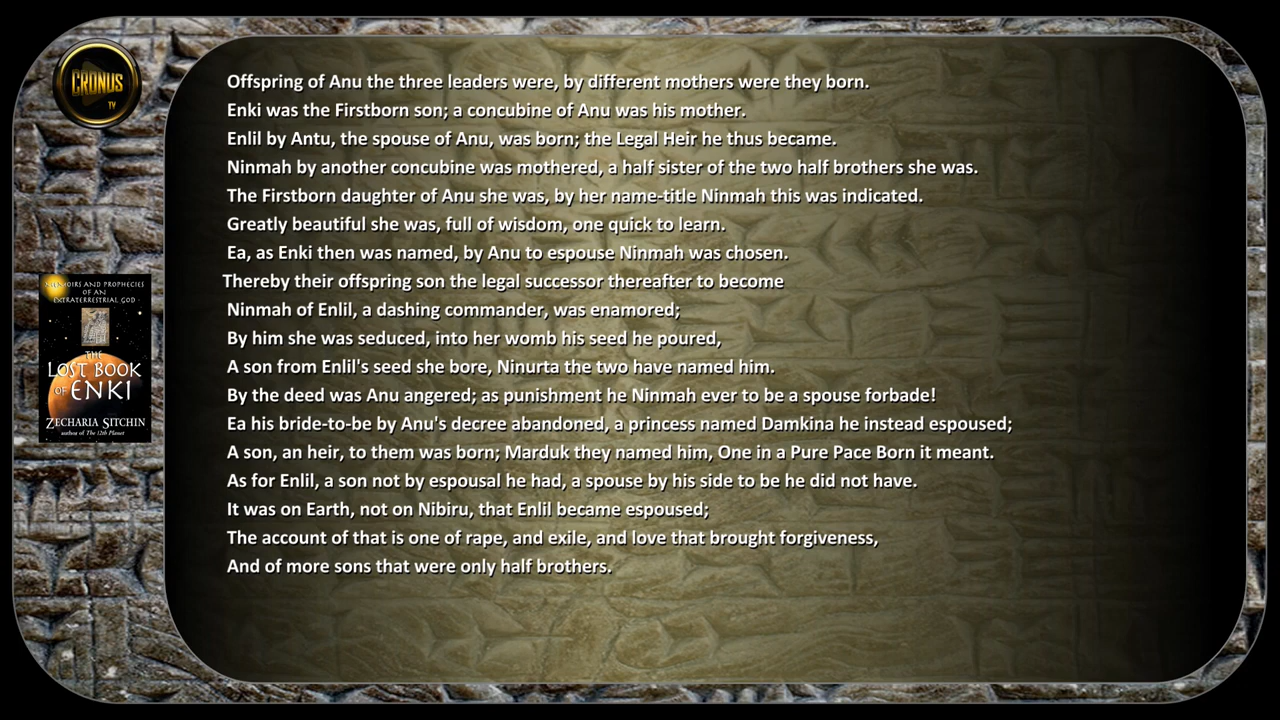 CRONUS
TV
Offspring of Anu the three leaders were, by different mothers were they born.
Enki was the Firstborn son; a concubine of Anu was his mother.
Enlil by Antu, the spouse of Anu, was born; the Legal Heir he thus became.
Ninmah by another concubine was mothered, a half sister of the two half brothers she was.
The Firstborn daughter of Anu she was, by her name-title Ninmah this was indicated.
Greatly beautiful she was, full of wisdom, one quick to learn.
Ea, as Enki then was named, by Anu to espouse Ninmah was chosen.
Thereby their offspring son the legal successor thereafter to become
Ninmah of Enlil, a dashing commander, was enamored;
By him she was seduced, into her womb his seed he poured,
A son from Enlil's seed she bore, Ninurta the two have named him.
By the deed was Anu angered; as punishment he Ninmah ever to be a spouse forbade!
Ea his bride-to-be by Anu's decree abandoned, a princess named Damkina he instead espoused;
A son, an heir, to them was born; Marduk they named him, One in a Pure Pace Born it meant.
As for Enlil, a son not by espousal he had, a spouse by his side to be he did not have.
It was on Earth, not on Nibiru, that Enlil became espoused;
The account of that is one of rape, and exile, and love that brought forgiveness,
And of more sons that were only half brothers.
MEMOIRS AND PROPHECIES
OF AN
EXTRATERRESTRIAL GOD
THE
LOST BOOK
OF ENKI
ZECHARIA SITCHIN
author of The 12th Planet